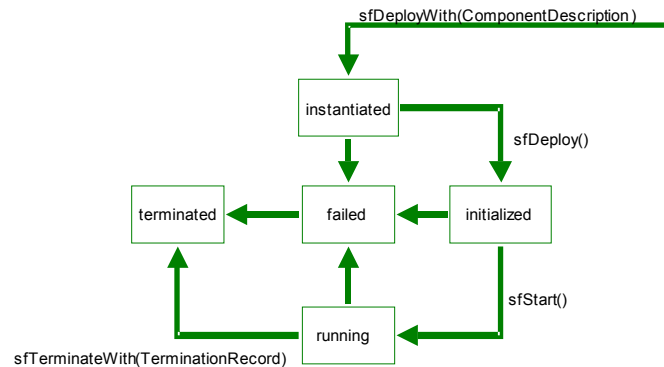 sfDeployWith(ComponentDescription)
instantiated
sfDeploy()
terminated
failed
initialized
sfStart()
running
sfTerminateWith(TerminationRecord)